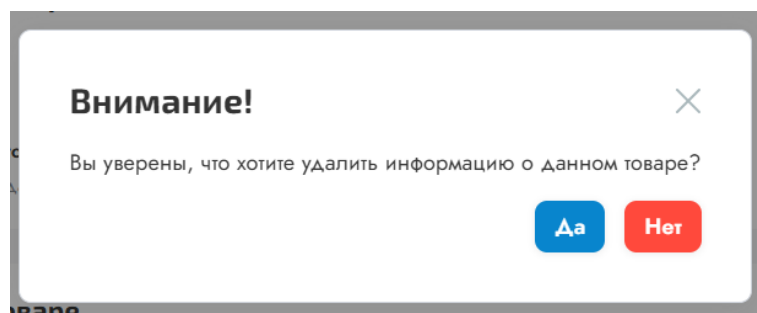 Внимание!
Вы уверены, что хотите удалить информацию о данном товаре?
Да Нет